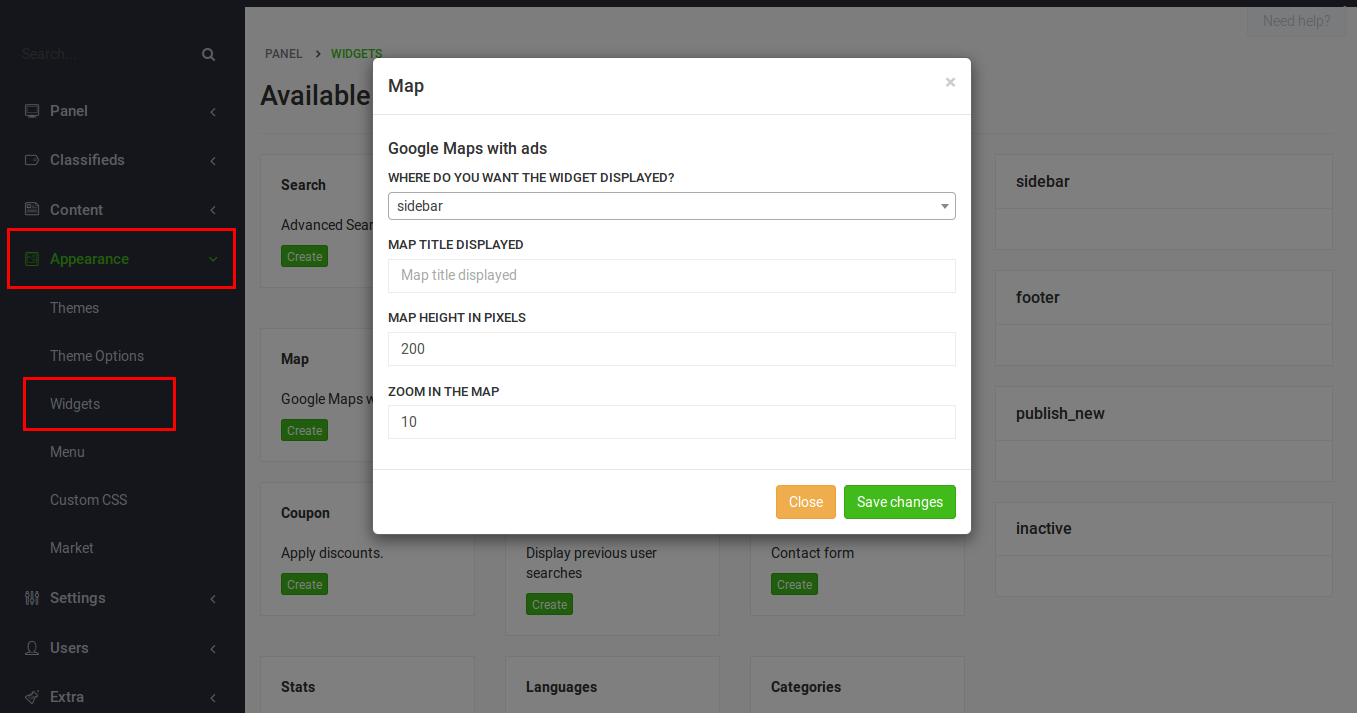 Need help?
Search...
Panel
Classifieds
Content
Appearance
Themes
Theme Options
Widgets
Menu
Custom CSS
Market
Settings
Users
Extra
PANEL > WIDGETS
Available
Map ×
Google Maps with ads
WHERE DO YOU WANT THE WIDGET DISPLAYED?
sidebar
MAP TITLE DISPLAYED
Map title displayed
MAP HEIGHT IN PIXELS
200
ZOOM IN THE MAP
10
Close
Save changes
Search
Advanced Sear
Create
Map
Google Maps w
Create
Coupon
Apply discounts.
Create
Display previous user
searches
Create
Contact form
Create
Stats
Languages
Categories
sidebar
footer
publish_new
inactive